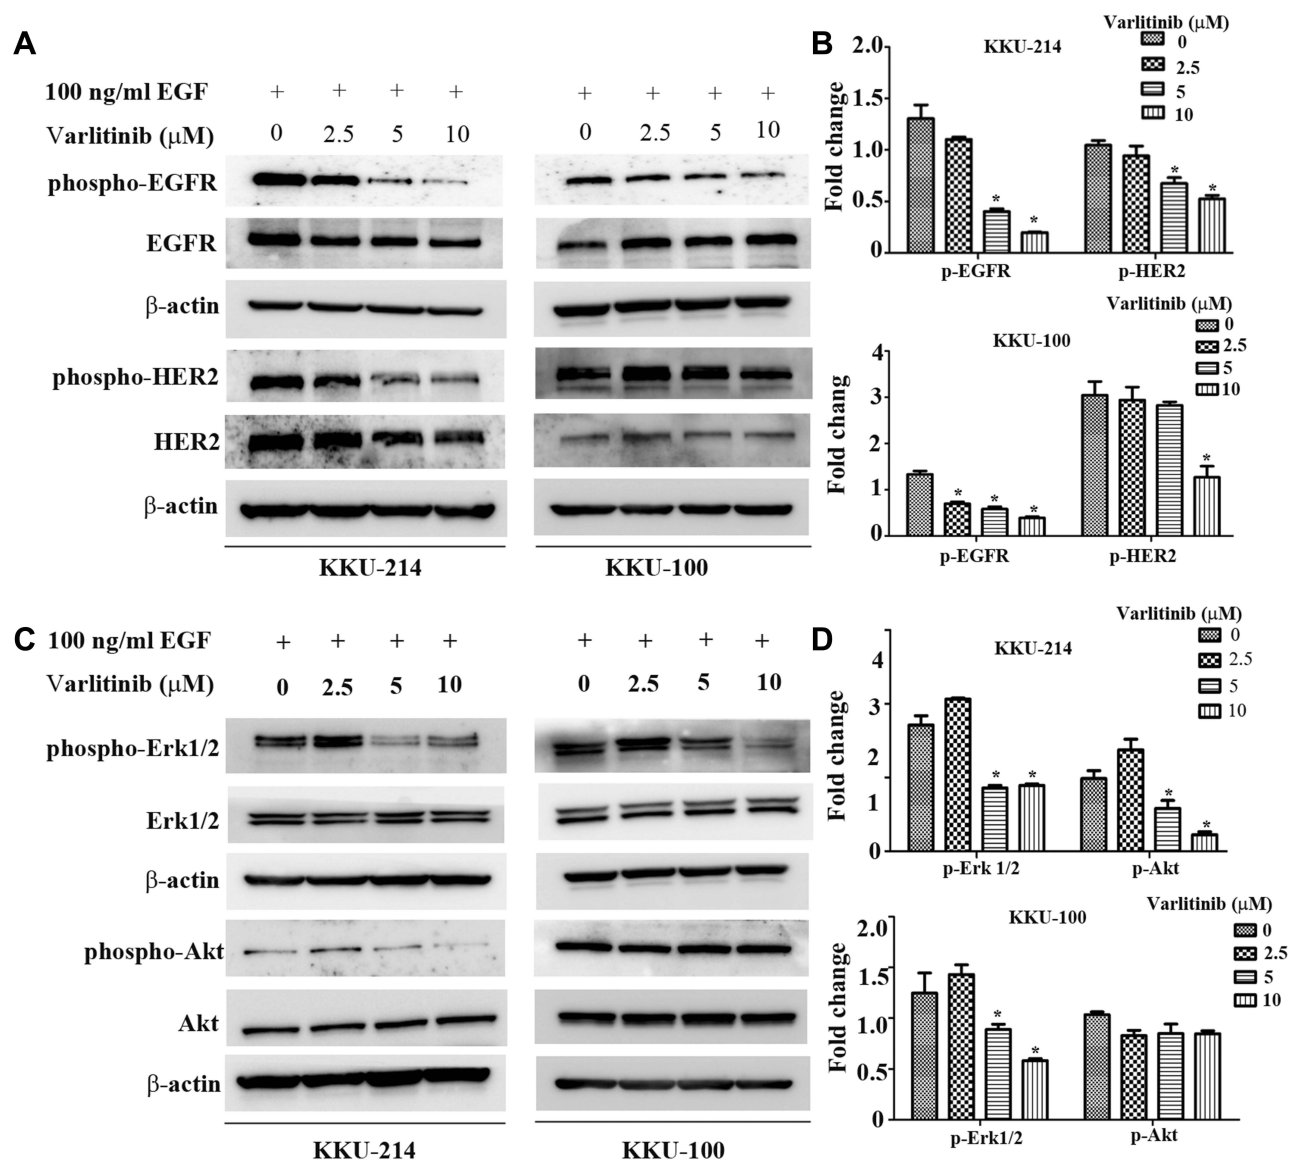 A
100 ng/ml EGF + + + + + + + +
Varlitinib (μM) 0 2.5 5 10 0 2.5 5 10
phospho-EGFR
EGFR
β-actin
phospho-HER2
HER2
β-actin
KKU-214 KKU-100
B
Varlitinib (μM)
KKU-214
0
2.5
5
10
Fold change
2.0
1.5
1.0
0.5
0
* * * *
p-EGFR p-HER2
Varlitinib (μM)
KKU-100
0
2.5
5
10
Fold chang
4
3
2
1
0
* * * *
p-EGFR p-HER2
C
100 ng/ml EGF + + + + + + + +
Varlitinib (μM) 0 2.5 5 10 0 2.5 5 10
phospho-Erk1/2
Erk1/2
β-actin
phospho-Akt
Akt
β-actin
KKU-214 KKU-100
D
Varlitinib (μM)
KKU-214
0
2.5
5
10
Fold change
4
3
2
1
0
* * * *
p-Erk 1/2 p-Akt
Varlitinib (μM)
KKU-100
0
2.5
5
10
Fold change
2.0
1.5
1.0
0.5
0
* *
p-Erk1/2 p-Akt